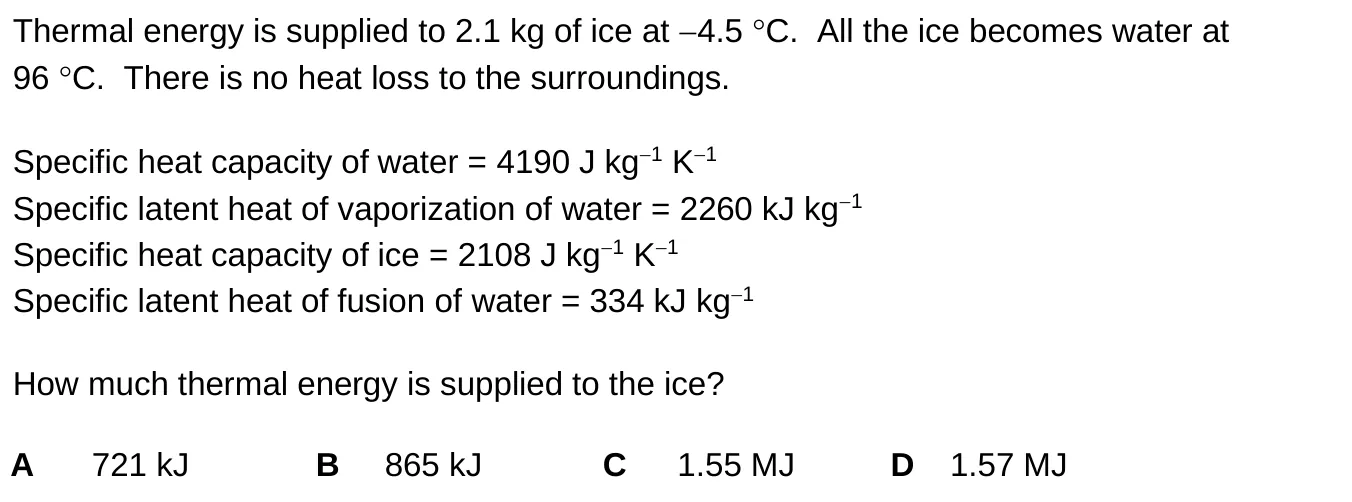 Thermal energy is supplied to 2.1 kg of ice at –4.5 °C. All the ice becomes water at
96 °C. There is no heat loss to the surroundings.
Specific heat capacity of water = 4190 J kg⁻¹ K⁻¹
Specific latent heat of vaporization of water = 2260 kJ kg⁻¹
Specific heat capacity of ice = 2108 J kg⁻¹ K⁻¹
Specific latent heat of fusion of water = 334 kJ kg⁻¹
How much thermal energy is supplied to the ice?
A 721 kJ B 865 kJ C 1.55 MJ D 1.57 MJ